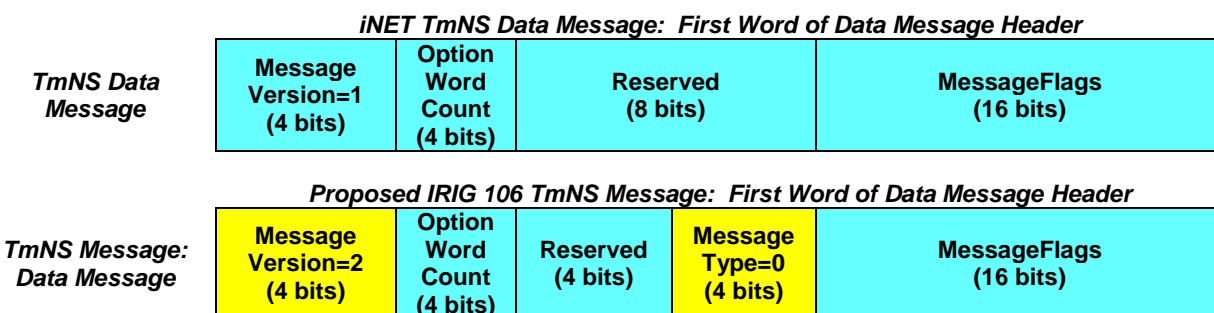 iNET TmNS Data Message: First Word of Data Message Header
TmNS Data
Message
Message
Version=1
(4 bits)
Option
Word
Count
(4 bits)
Reserved
(8 bits)
MessageFlags
(16 bits)
Proposed IRIG 106 TmNS Message: First Word of Data Message Header
TmNS Message:
Data Message
Message
Version=2
(4 bits)
Option
Word
Count
(4 bits)
Reserved
(4 bits)
Message
Type=0
(4 bits)
MessageFlags
(16 bits)